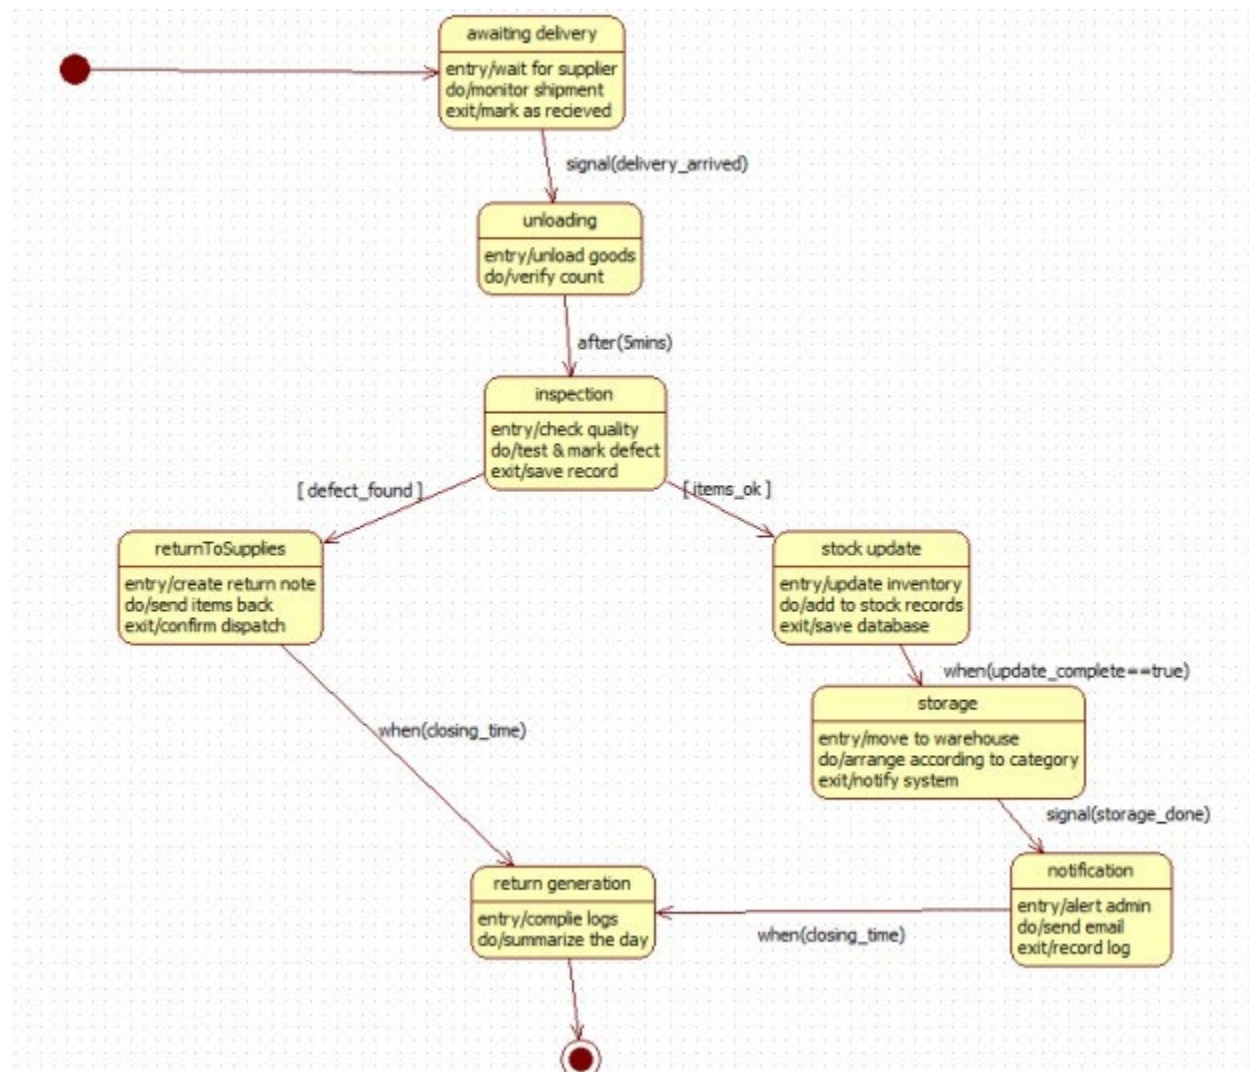 awaiting delivery
entry/wait for supplier
do/monitor shipment
exit/mark as recieved
signal(delivery_arrived)
unloading
entry/unload goods
do/verify count
after(5mins)
inspection
entry/check quality
do/test & mark defect
exit/save record
[ defect_found ]
[ items_ok ]
returnToSupplies
entry/create return note
do/send items back
exit/confirm dispatch
stock update
entry/update inventory
do/add to stock records
exit/save database
when(update_complete==true)
storage
entry/move to warehouse
do/arrange according to category
exit/notify system
when(closing_time)
signal(storage_done)
return generation
entry/complie logs
do/summarize the day
notification
entry/alert admin
do/send email
exit/record log
when(closing_time)